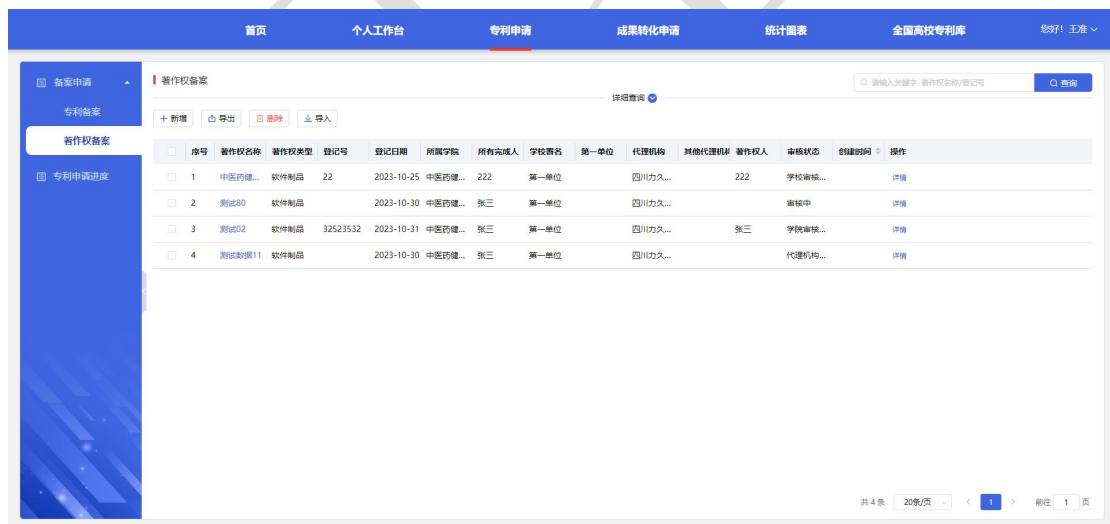 首页 个人工作台 专利申请 成果转化申请 统计图表 全国高校专利库 您好！王准
备案申请
专利备案
著作权备案
专利申请进度
著作权备案 请输入关键字 著作权名称/登记号 查询
详细查询
新增 导出 删除 导入
序号 著作权名称 著作权类型 登记号 登记日期 所属学院 所有完成人 学校署名 第一单位 代理机构 其他代理机构 著作权人 审核状态 创建时间 操作
1 中医药健... 软件制品 22 2023-10-25 中医药健... 222 第一单位 四川力久... 222 学校审核... 详情
2 测试80 软件制品 2023-10-30 中医药健... 张三 第一单位 四川力久... 审核中 详情
3 测试02 软件制品 32523532 2023-10-31 中医药健... 张三 第一单位 四川力久... 张三 学院审核... 详情
4 测试数据11 软件制品 2023-10-30 中医药健... 张三 第一单位 四川力久... 代理机构... 详情
共 4 条 20条/页 < 1 > 前往 1 页